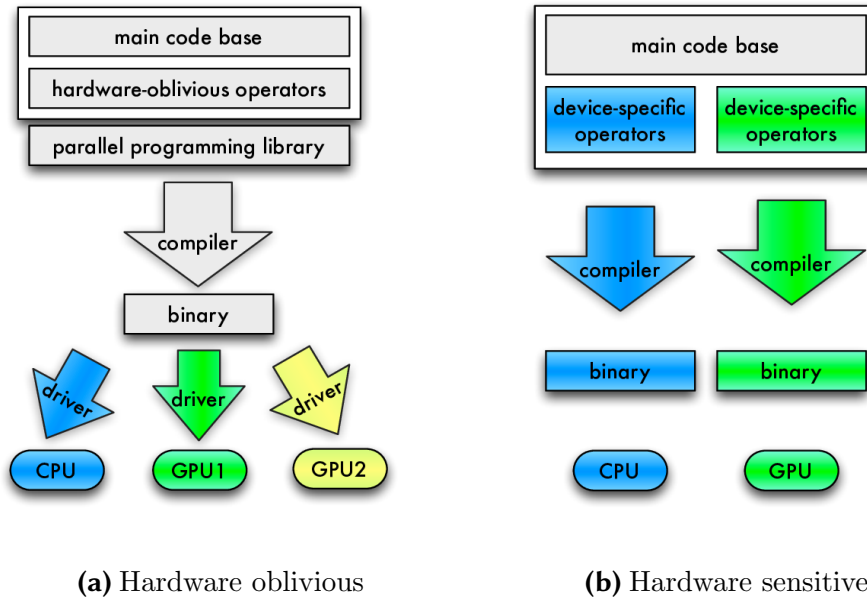 main code base
hardware-oblivious operators
parallel programming library
compiler
binary
driver
driver
driver
CPU
GPU1
GPU2
(a) Hardware oblivious
main code base
device-specific
operators
device-specific
operators
compiler
compiler
binary
binary
CPU
GPU
(b) Hardware sensitive